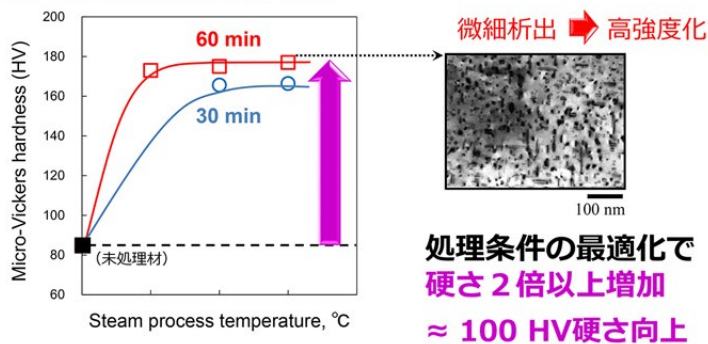 微細析出 高強度化
200
180
160
140
120
100
80
60
Micro-Vickers hardness (HV)
60 min
30 min
(未処理材)
Steam process temperature, ℃
100 nm
処理条件の最適化で
硬さ２倍以上増加
≈ 100 HV硬さ向上